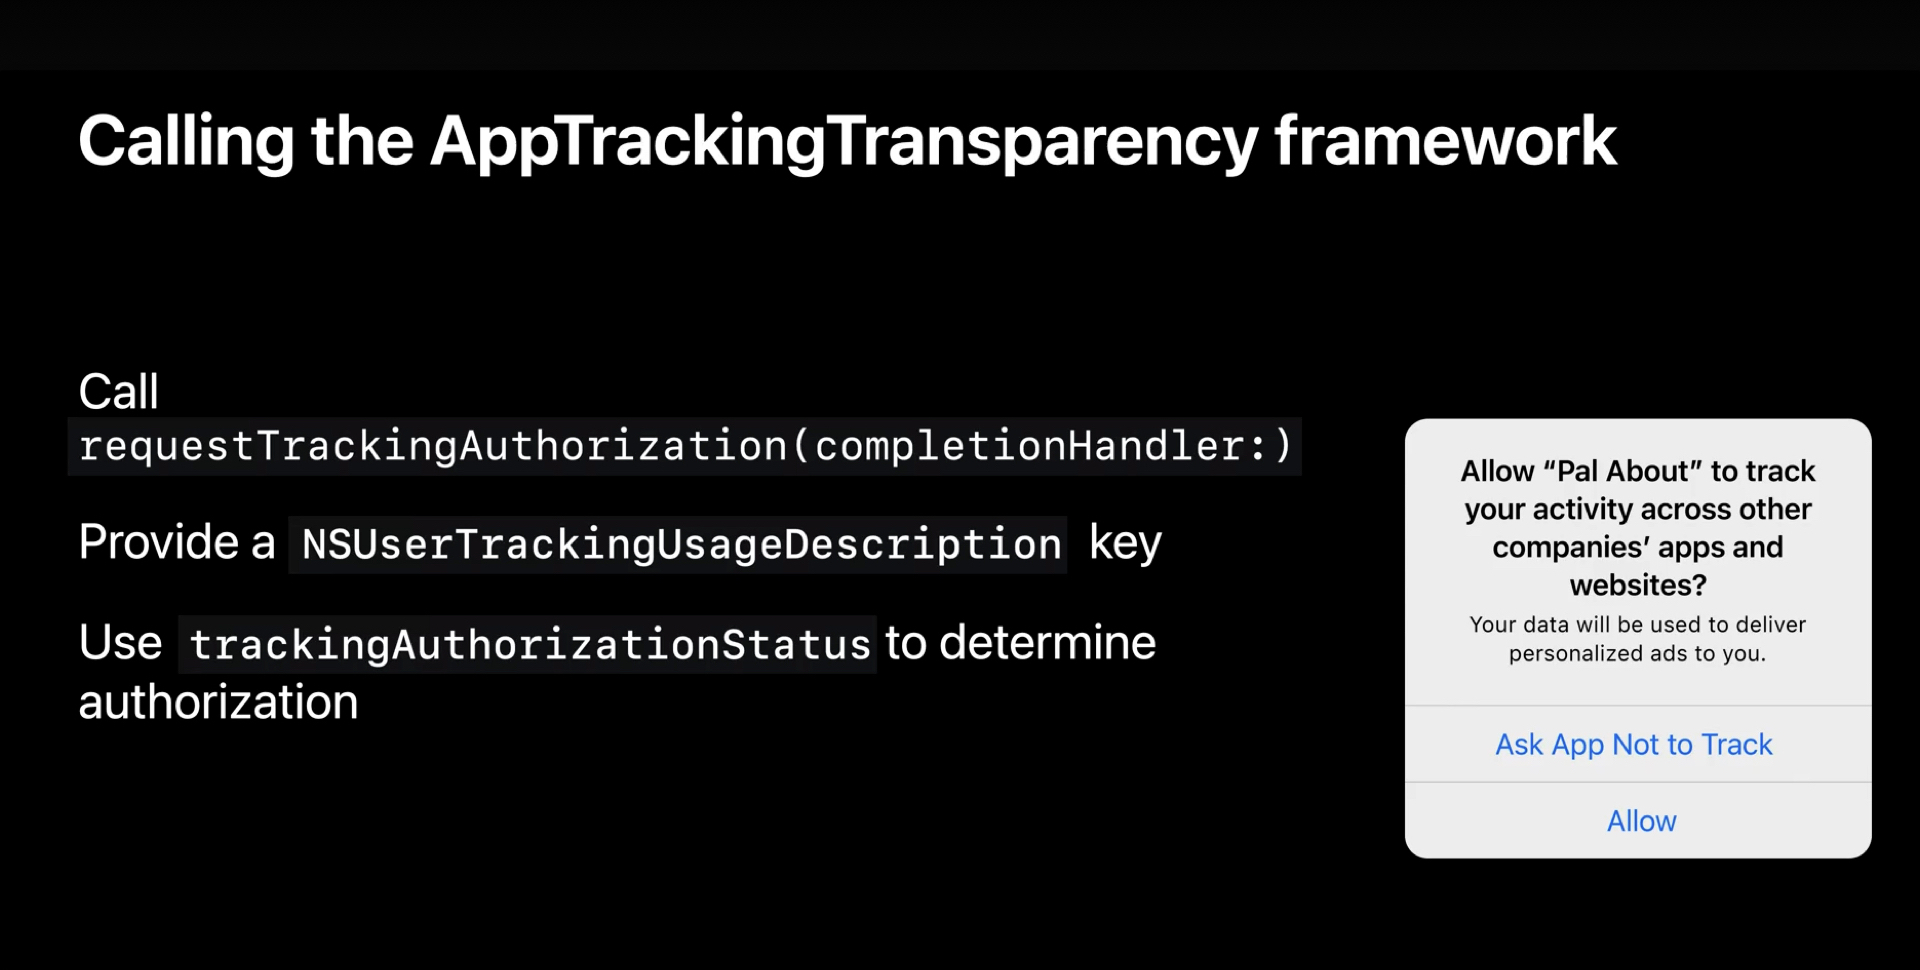 Calling the AppTrackingTransparency framework
Call
requestTrackingAuthorization(completionHandler:)
Provide a NSUserTrackingUsageDescription key
Use trackingAuthorizationStatus to determine
authorization
Allow “Pal About” to track
your activity across other
companies’ apps and
websites?
Your data will be used to deliver
personalized ads to you.
Ask App Not to Track
Allow